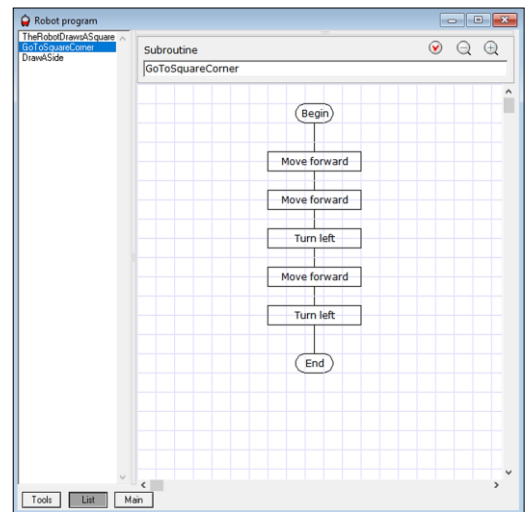 Robot program
TheRobotDrawsASquare
GoToSquareCorner
DrawASide
Subroutine
GoToSquareCorner
Begin
Move forward
Move forward
Turn left
Move forward
Turn left
End
Tools List Main